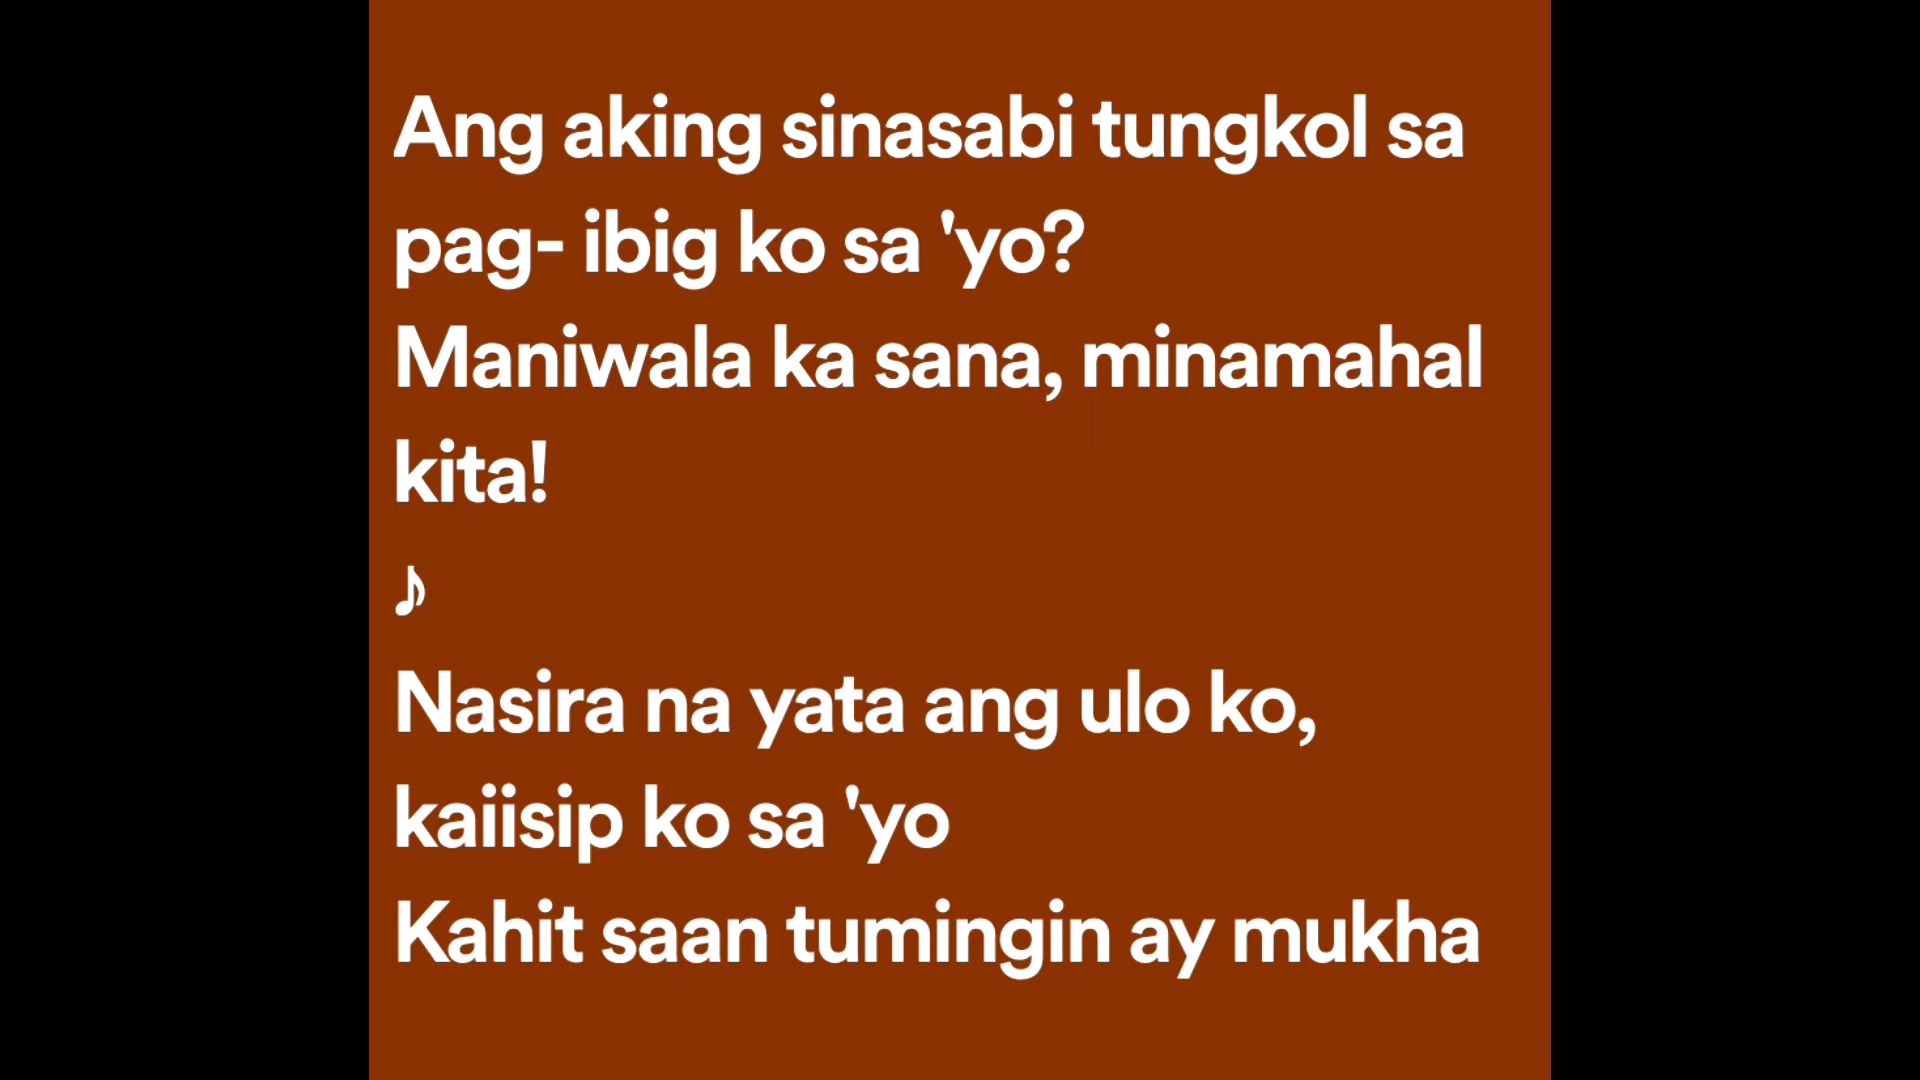 Ang aking sinasabi tungkol sa
pag- ibig ko sa 'yo?
Maniwala ka sana, minamahal
kita!
♪
Nasira na yata ang ulo ko,
kaiisip ko sa 'yo
Kahit saan tumingin ay mukha